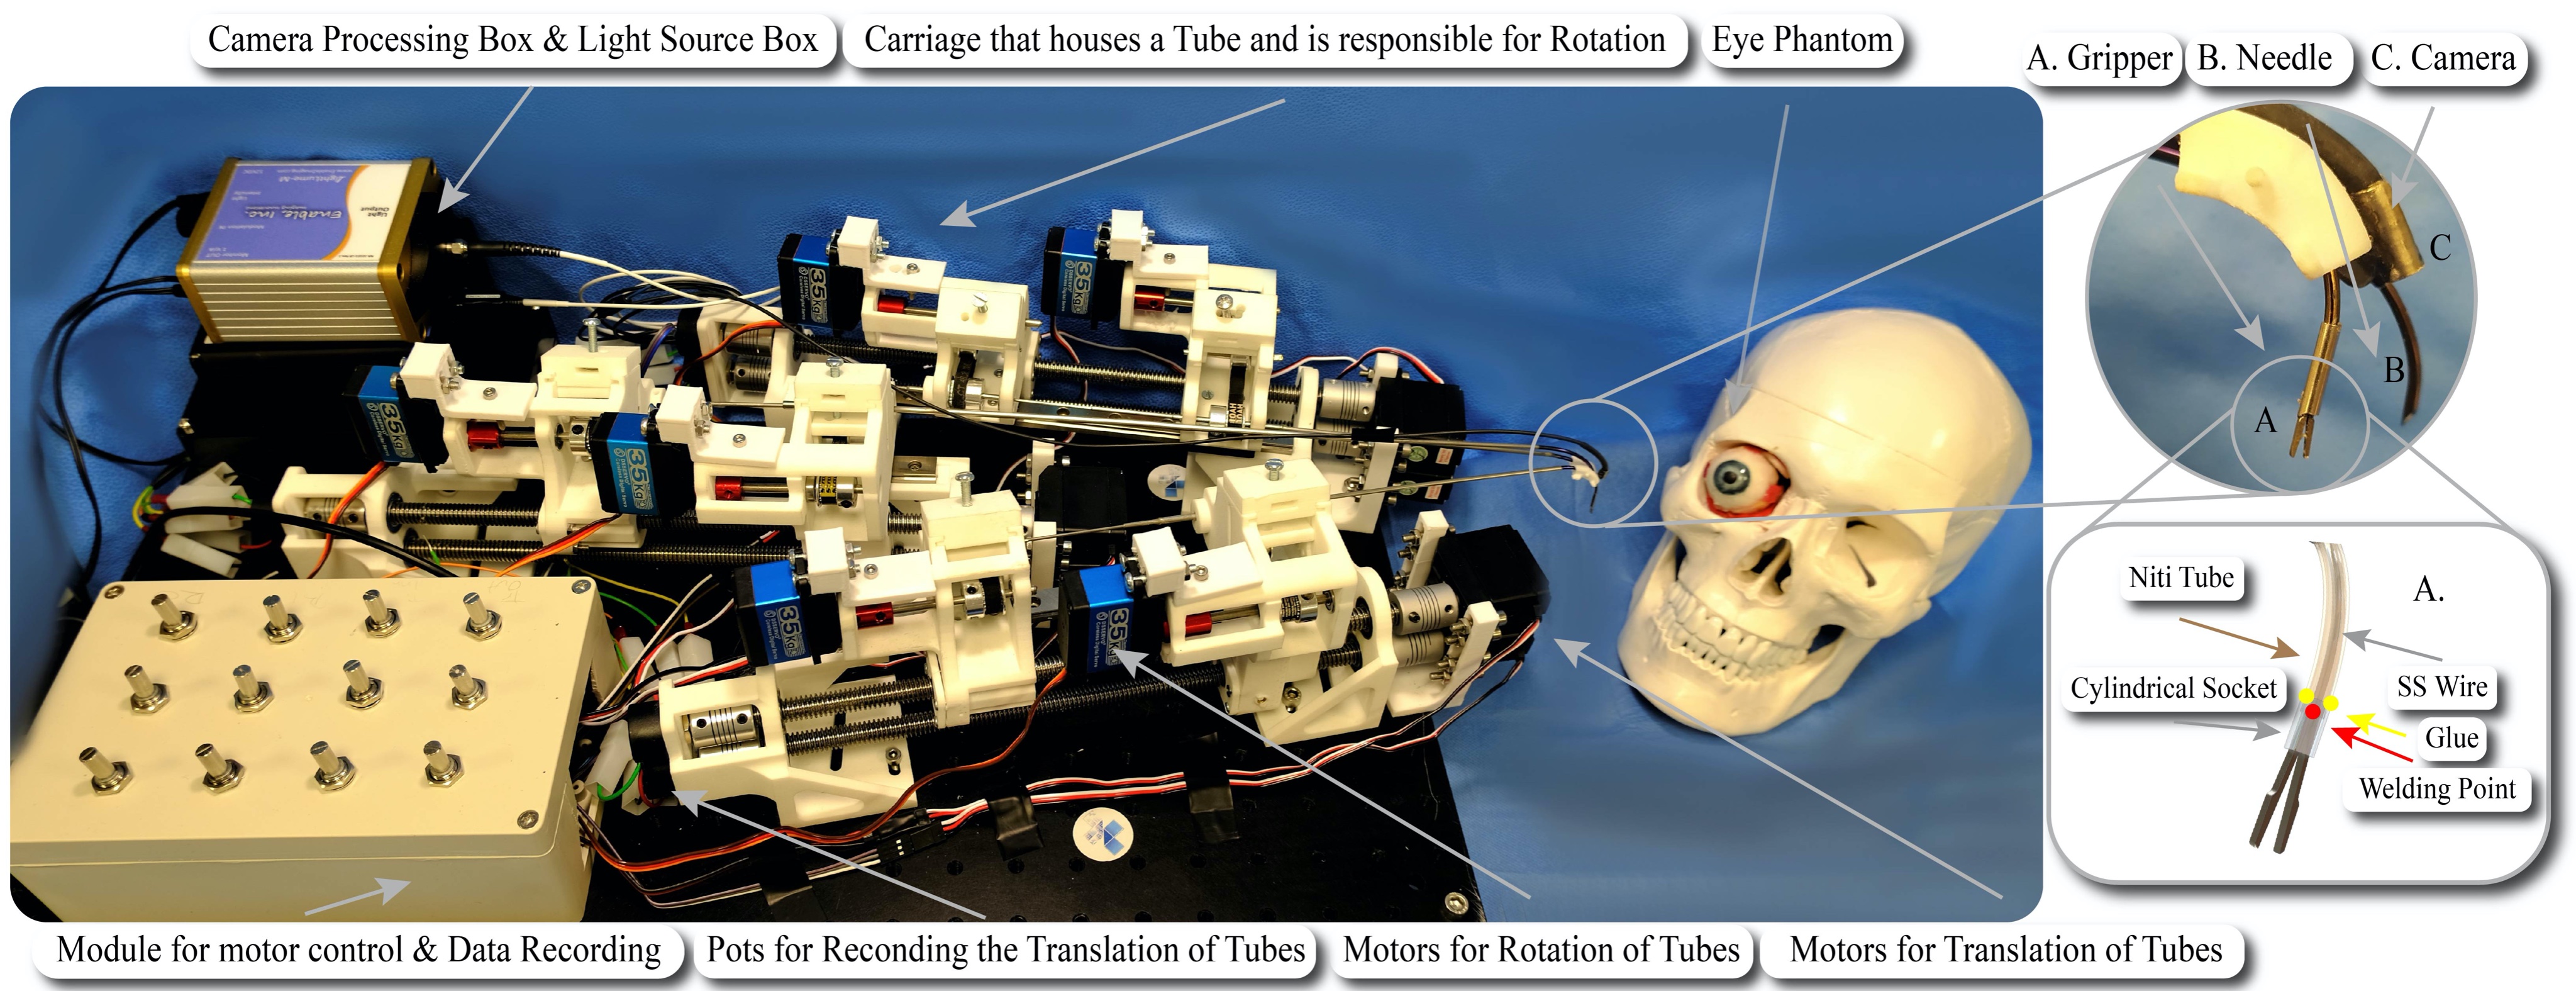 Camera Processing Box & Light Source Box
Carriage that houses a Tube and is responsible for Rotation
Eye Phantom
A. Gripper
B. Needle
C. Camera
Light
Output
Enable, Inc.
35Kg
35Kg
35Kg
35Kg
35Kg
35Kg
C
B
A
A.
Niti Tube
Cylindrical Socket
SS Wire
Glue
Welding Point
Module for motor control & Data Recording
Pots for Reconding the Translation of Tubes
Motors for Rotation of Tubes
Motors for Translation of Tubes